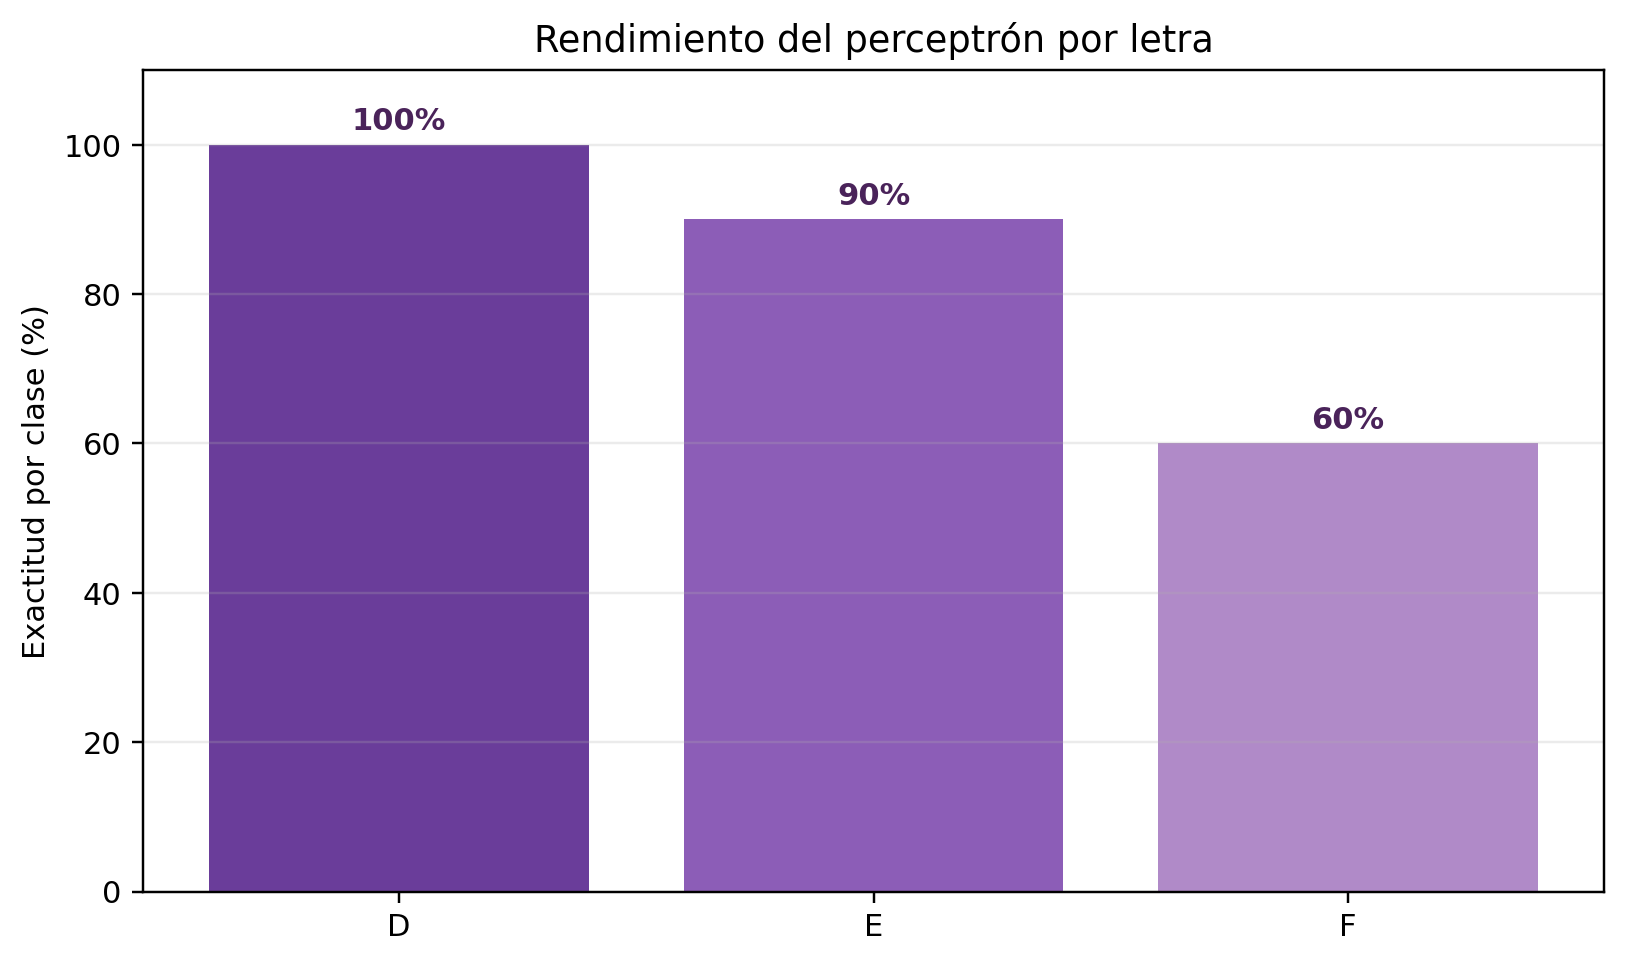 Rendimiento del perceptrón por letra
Exactitud por clase (%)
100
80
60
40
20
0
100%
90%
60%
D
E
F